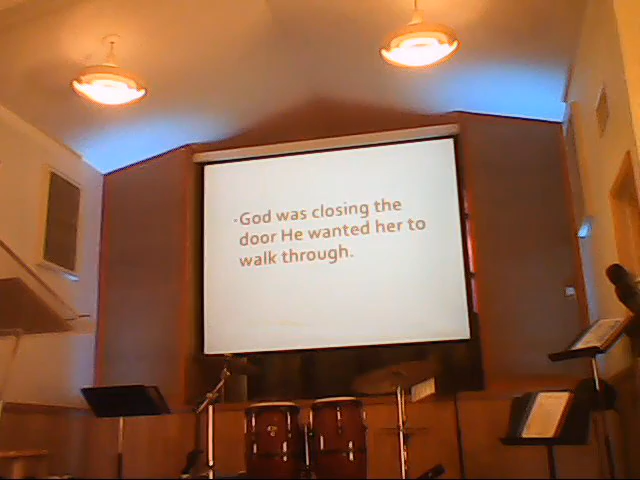 God was closing the
door He wanted her to
walk through.